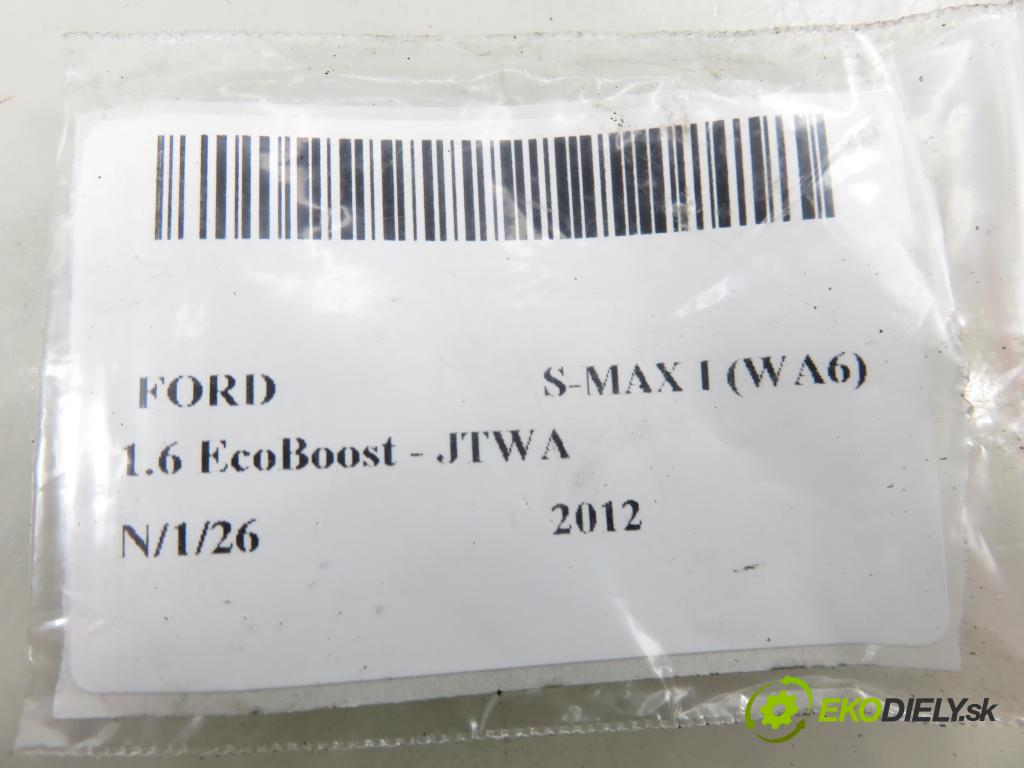 FORD S-MAX I (WA6)
1.6 EcoBoost - JTWA
N/1/26 2012
EKODIELY.sk